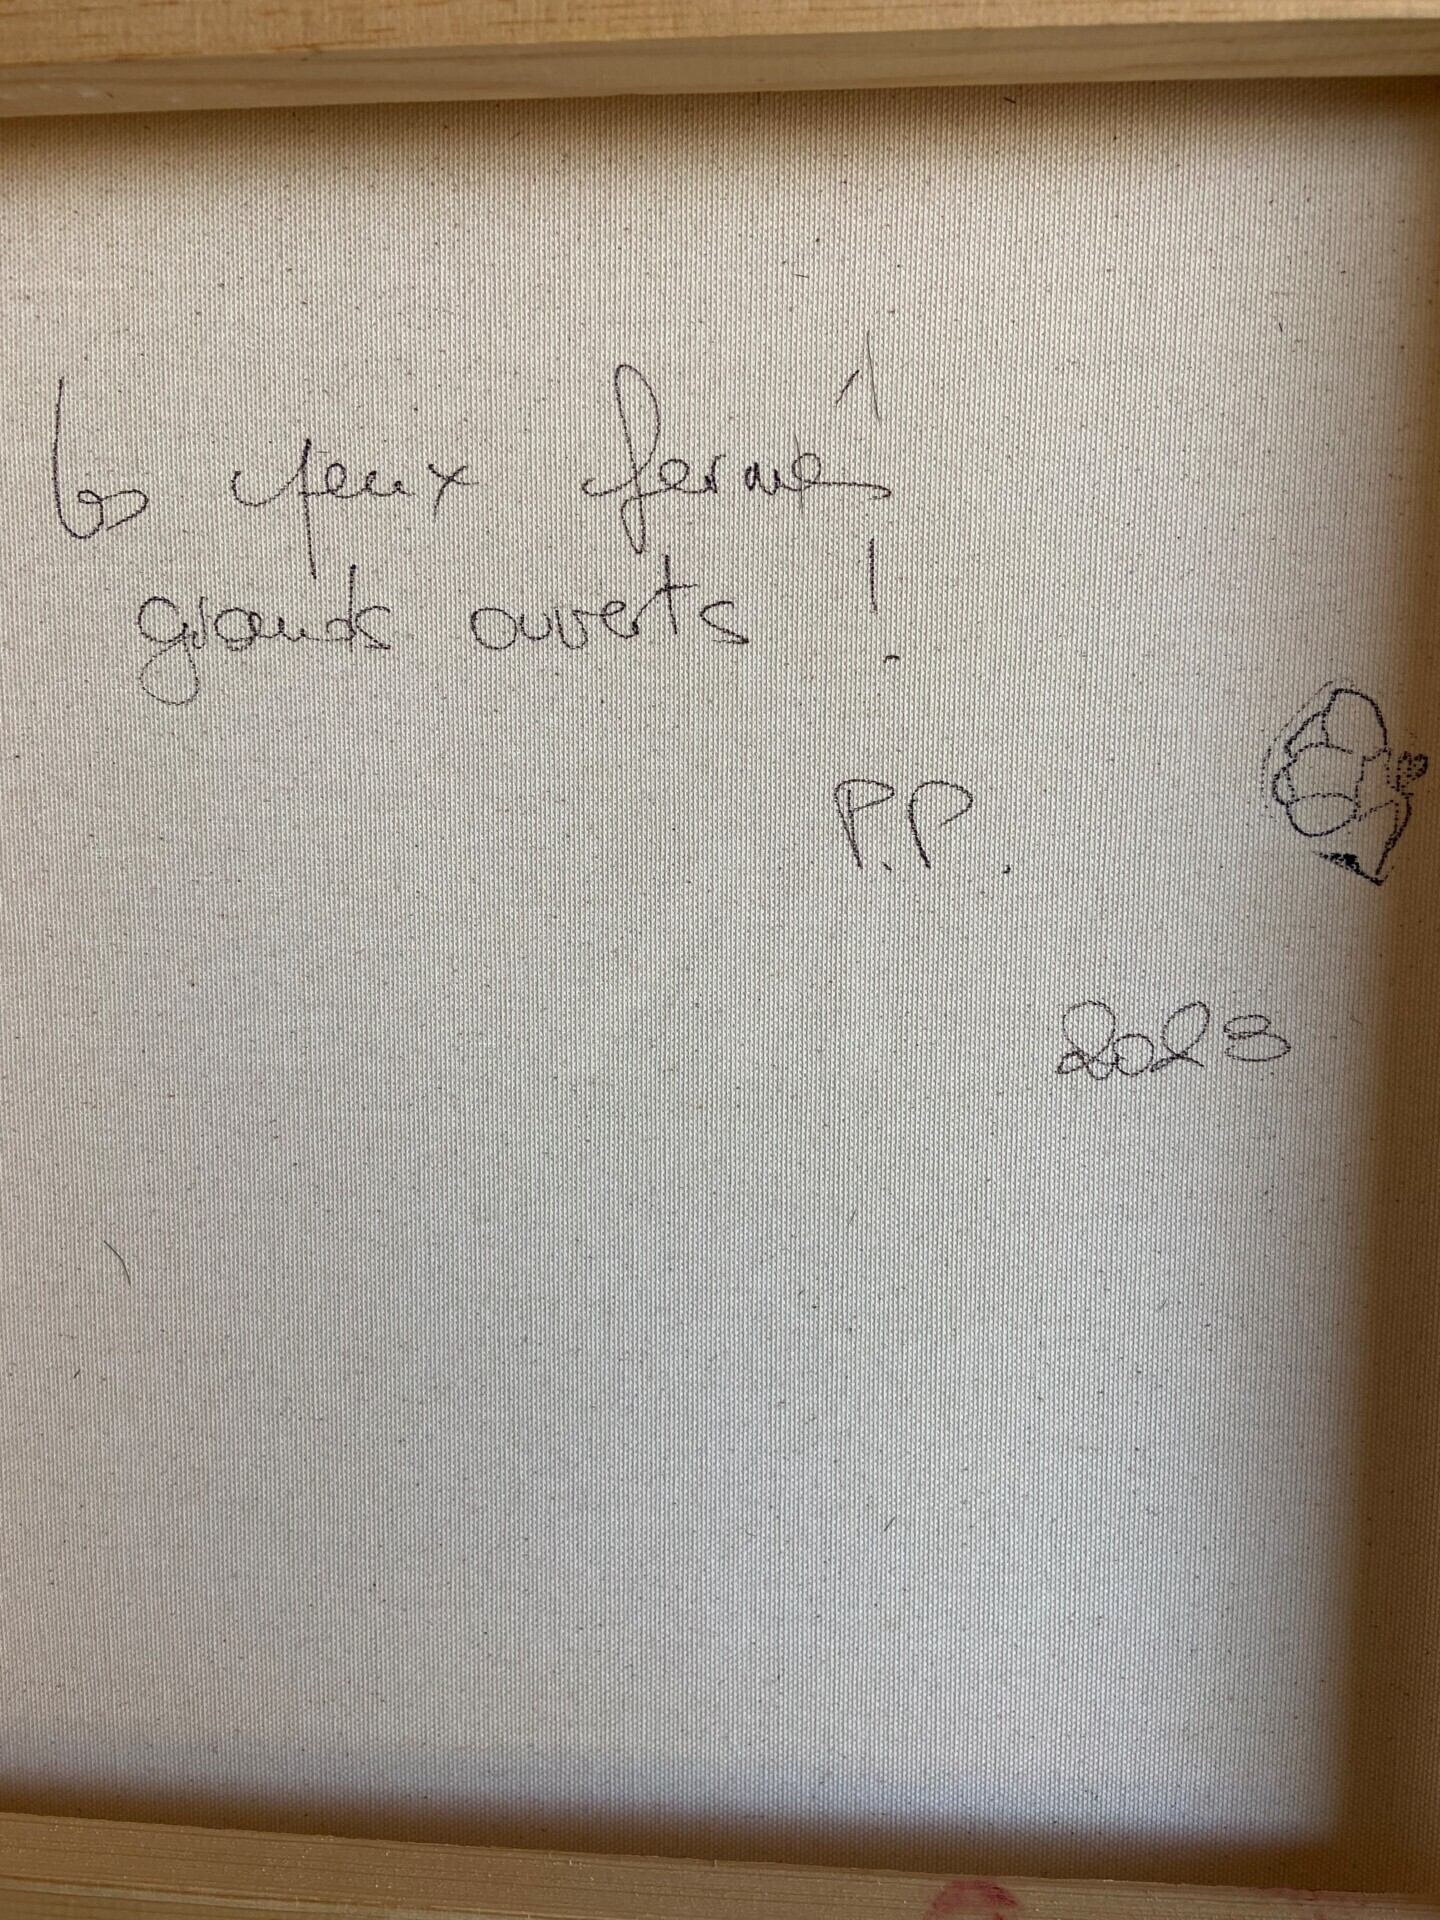 Les yeux fermés
grands ouverts !
P.P.
2023